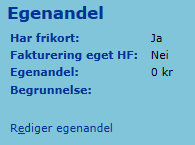 Egenandel
Har frikort: Ja
Fakturering eget HF: Nei
Egenandel: 0 kr
Begrunnelse:
Rediger egenandel